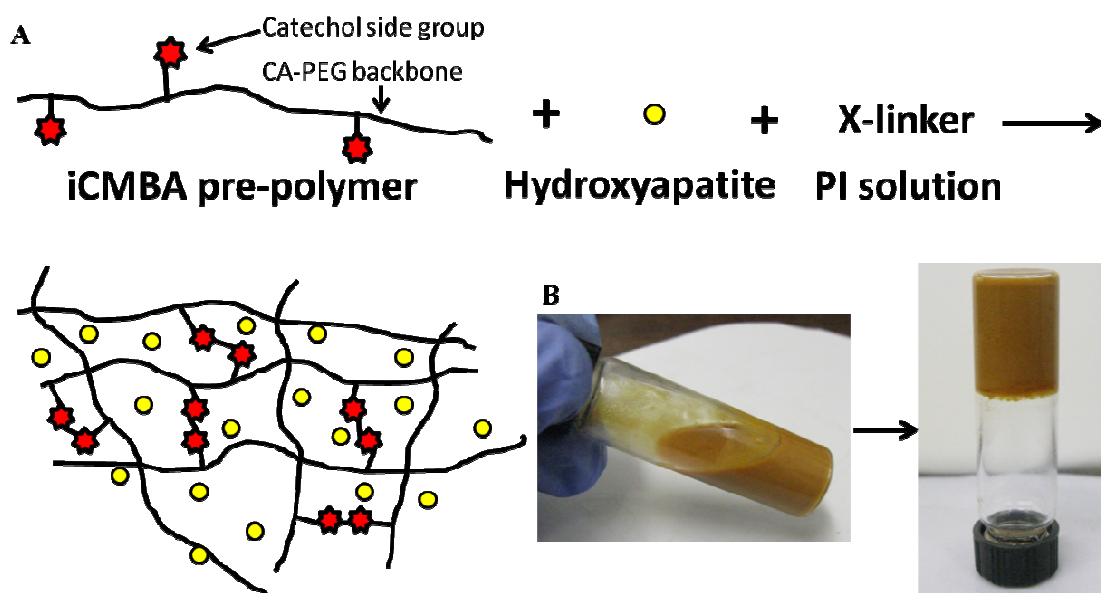 A
Catechol side group
CA-PEG backbone
+ + X-linker
iCMBA pre-polymer Hydroxyapatite PI solution
B